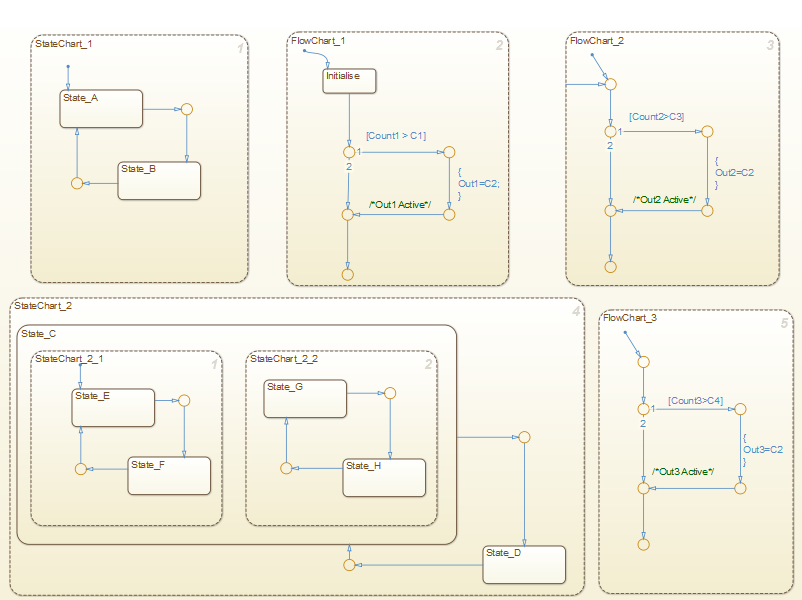 StateChart_1
1
State_A
State_B
FlowChart_1
2
Initialise
[Count1 > C1]
1
2
{
Out1=C2;
}
/*Out1 Active*/
FlowChart_2
3
[Count2>C3]
1
2
{
Out2=C2
}
/*Out2 Active*/
StateChart_2
4
State_C
StateChart_2_1
1
State_E
State_F
StateChart_2_2
2
State_G
State_H
State_D
FlowChart_3
5
[Count3>C4]
1
2
{
Out3=C2
}
/*Out3 Active*/